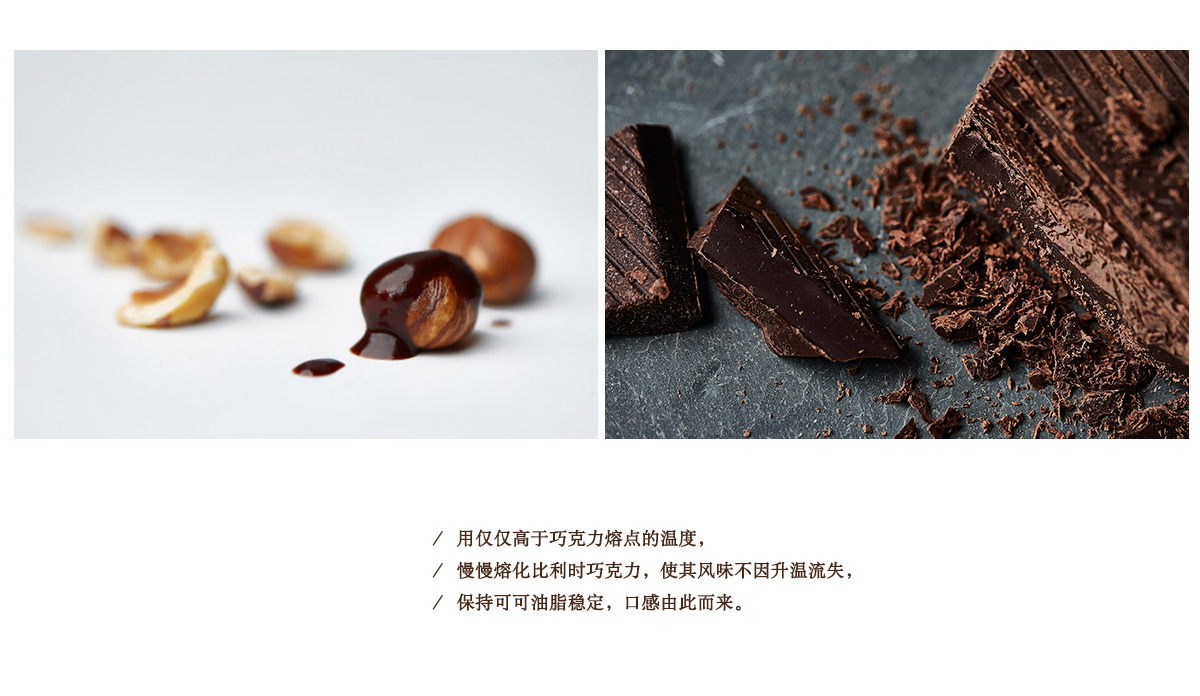 / 用仅仅高于巧克力熔点的温度，
/ 慢慢熔化比利时巧克力，使其风味不因升温流失，
/ 保持可可油脂稳定，口感由此而来。